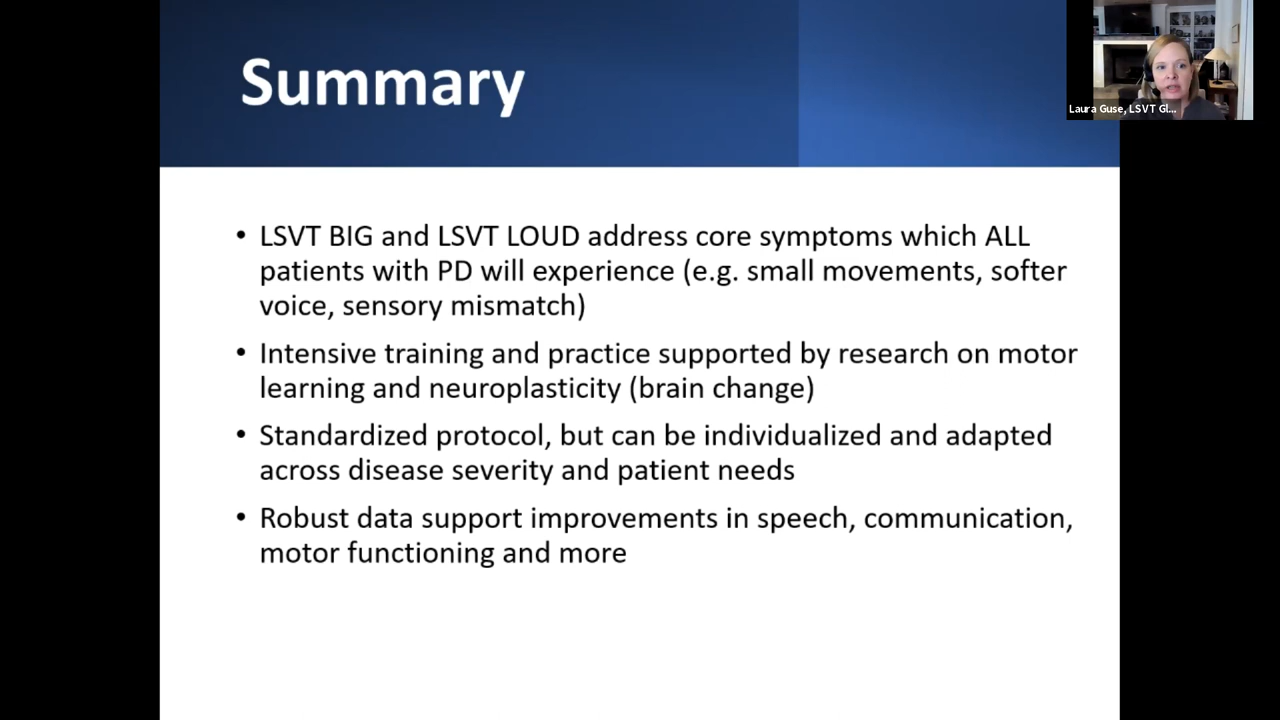 Summary
Laura Guse, LSVT Gl...
• LSVT BIG and LSVT LOUD address core symptoms which ALL
patients with PD will experience (e.g. small movements, softer
voice, sensory mismatch)
• Intensive training and practice supported by research on motor
learning and neuroplasticity (brain change)
• Standardized protocol, but can be individualized and adapted
across disease severity and patient needs
• Robust data support improvements in speech, communication,
motor functioning and more